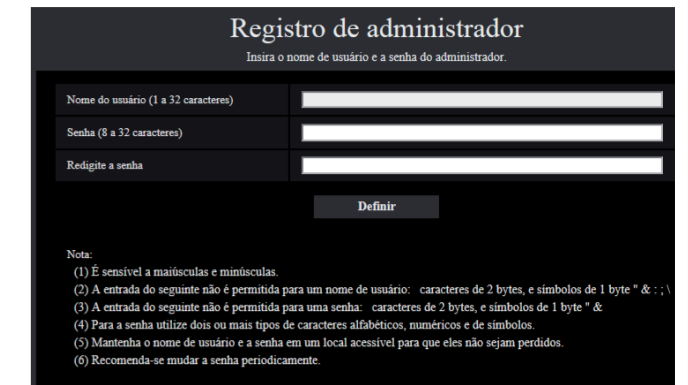 Registro de administrador
Insira o nome de usuário e a senha do administrador.
Nome do usuário (1 a 32 caracteres)
Senha (8 a 32 caracteres)
Redigite a senha
Definir
Nota:
(1) É sensível a maiúsculas e minúsculas.
(2) A entrada do seguinte não é permitida para um nome de usuário: caracteres de 2 bytes, e símbolos de 1 byte " & : ; \
(3) A entrada do seguinte não é permitida para uma senha: caracteres de 2 bytes, e símbolos de 1 byte " &
(4) Para a senha utilize dois ou mais tipos de caracteres alfabéticos, numéricos e de símbolos.
(5) Mantenha o nome de usuário e a senha em um local acessível para que eles não sejam perdidos.
(6) Recomenda-se mudar a senha periodicamente.